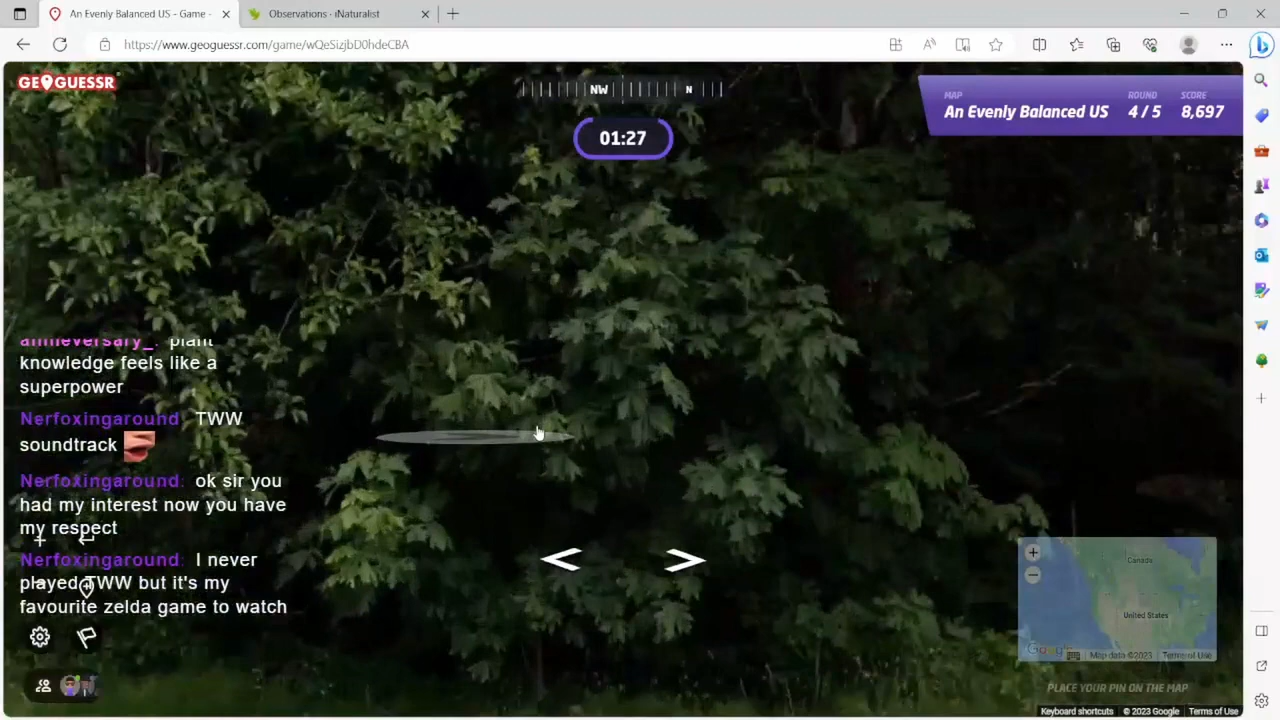 An Evenly Balanced US - Game -
Observations · iNaturalist
https://www.geoguessr.com/game/wQeSizjbD0hdeCBA
GEOGUESSR
NW
N
01:27
MAP
ROUND
SCORE
An Evenly Balanced US
4 / 5
8,697
annieversary_: plant
knowledge feels like a
superpower
Nerfoxingaround: TWW
soundtrack
Nerfoxingaround: ok sir you
had my interest now you have
my respect
Nerfoxingaround: I never
played TWW but it's my
favourite zelda game to watch
Canada
United States
Google
Map data ©2023
Terms of Use
PLACE YOUR PIN ON THE MAP
Keyboard shortcuts
© 2023 Google
Terms of Use